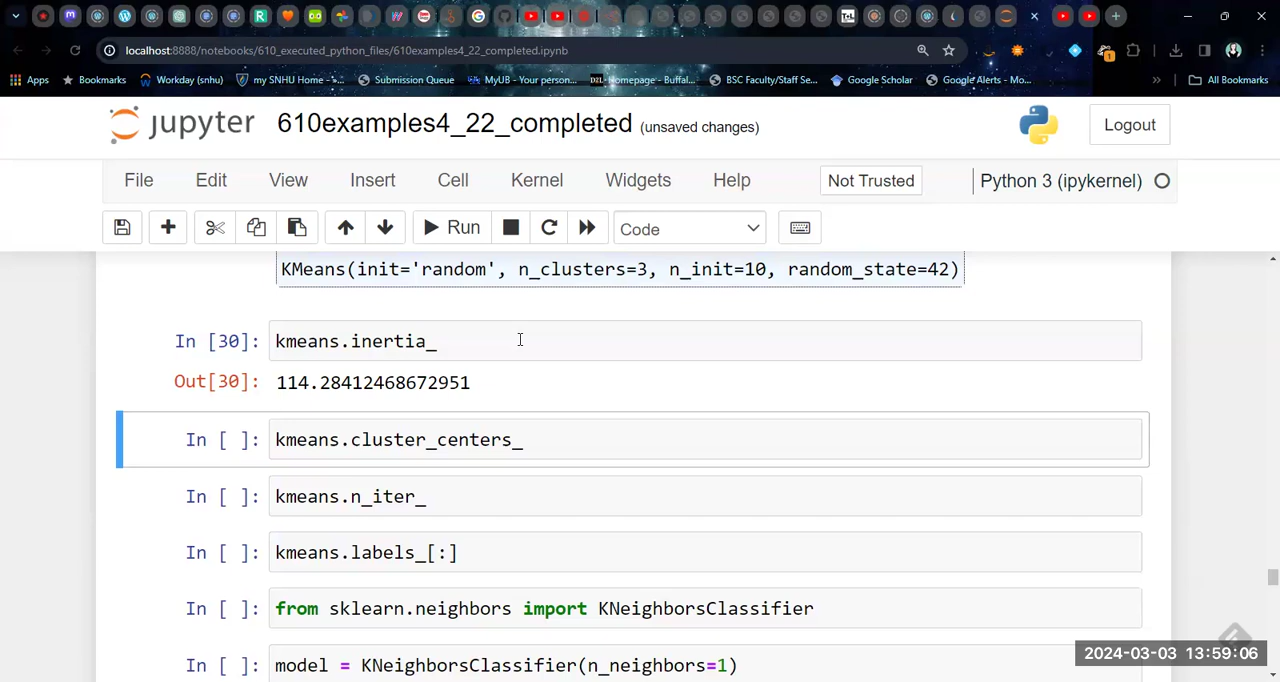 localhost:8888/notebooks/610_executed_python_files/610examples4_22_completed.ipynb
Apps
Bookmarks
Workday (snhu)
my SNHU Home -...
Submission Queue
MyUB - Your person...
D2L
Homepage - Buffal...
BSC Faculty/Staff Se...
Google Scholar
Google Alerts - Mo...
»
All Bookmarks
jupyter 610examples4_22_completed (unsaved changes)
Logout
File Edit View Insert Cell Kernel Widgets Help
Not Trusted
Python 3 (ipykernel)
Run
Code
KMeans(init='random', n_clusters=3, n_init=10, random_state=42)
In [30]: kmeans.inertia_
Out[30]: 114.28412468672951
In [ ]: kmeans.cluster_centers_
In [ ]: kmeans.n_iter_
In [ ]: kmeans.labels_[:]
In [ ]: from sklearn.neighbors import KNeighborsClassifier
In [ ]: model = KNeighborsClassifier(n_neighbors=1)
2024-03-03 13:59:06